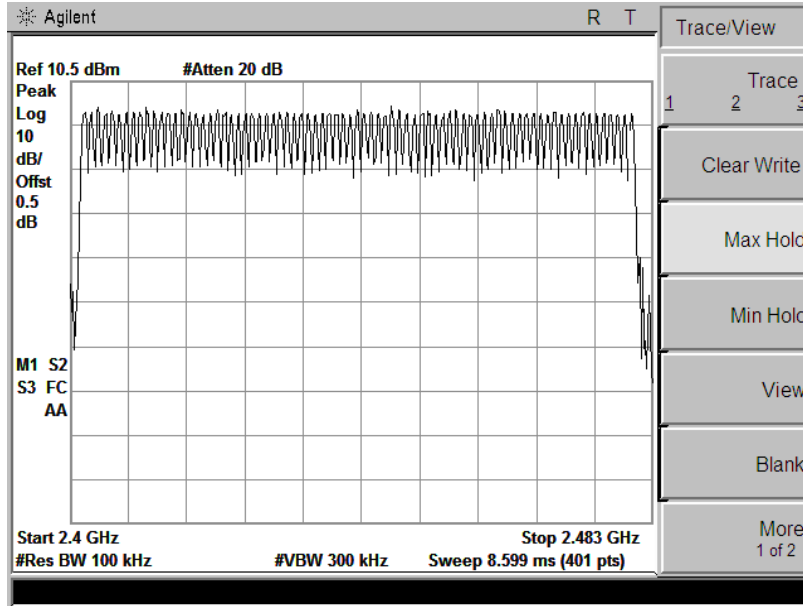 Agilent R T
Trace/View
Ref 10.5 dBm #Atten 20 dB
Peak
Log
10
dB/
Offst
0.5
dB
M1 S2
S3 FC
AA
Start 2.4 GHz Stop 2.483 GHz
#Res BW 100 kHz #VBW 300 kHz Sweep 8.599 ms (401 pts)
Trace
1 2 3
Clear Write
Max Hold
Min Hold
View
Blank
More
1 of 2